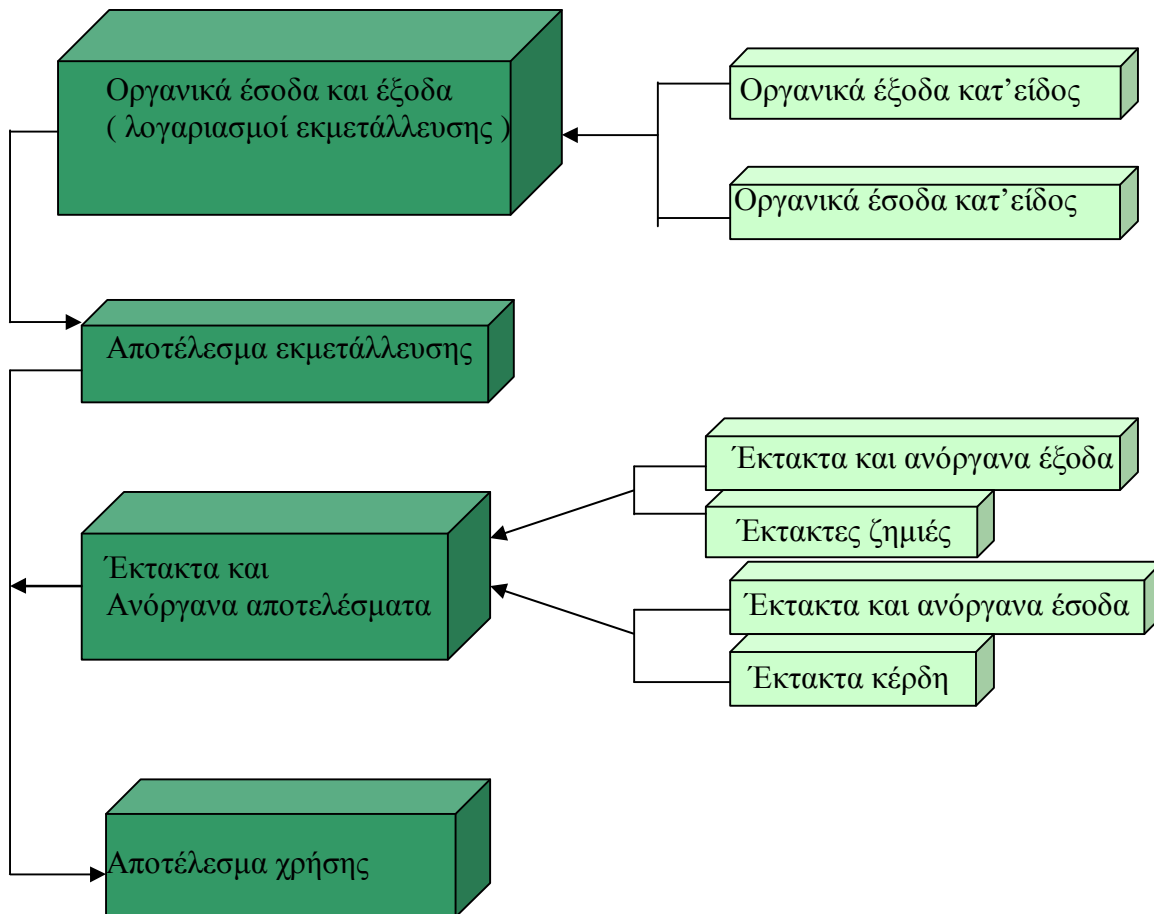 Οργανικά έσοδα και έξοδα
( λογαριασμοί εκμετάλλευσης )
Οργανικά έξοδα κατ’είδος
Οργανικά έσοδα κατ’είδος
Αποτέλεσμα εκμετάλλευσης
Έκτακτα και ανόργανα έξοδα
Έκτακτες ζημιές
Έκτακτα και
Ανόργανα αποτελέσματα
Έκτακτα και ανόργανα έσοδα
Έκτακτα κέρδη
Αποτέλεσμα χρήσης